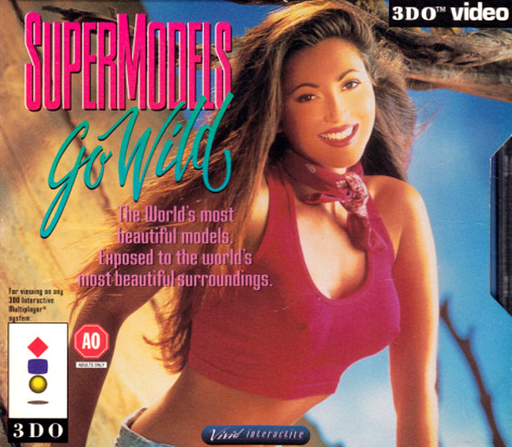 3DO™ video
SUPERMODELS
Go Wild
The World's most
beautiful models.
Exposed to the world's
most beautiful surroundings.
For viewing on any
3DO Interactive
Multiplayer®
system.
AO
ADULTS ONLY
3DO
Vivid interactive